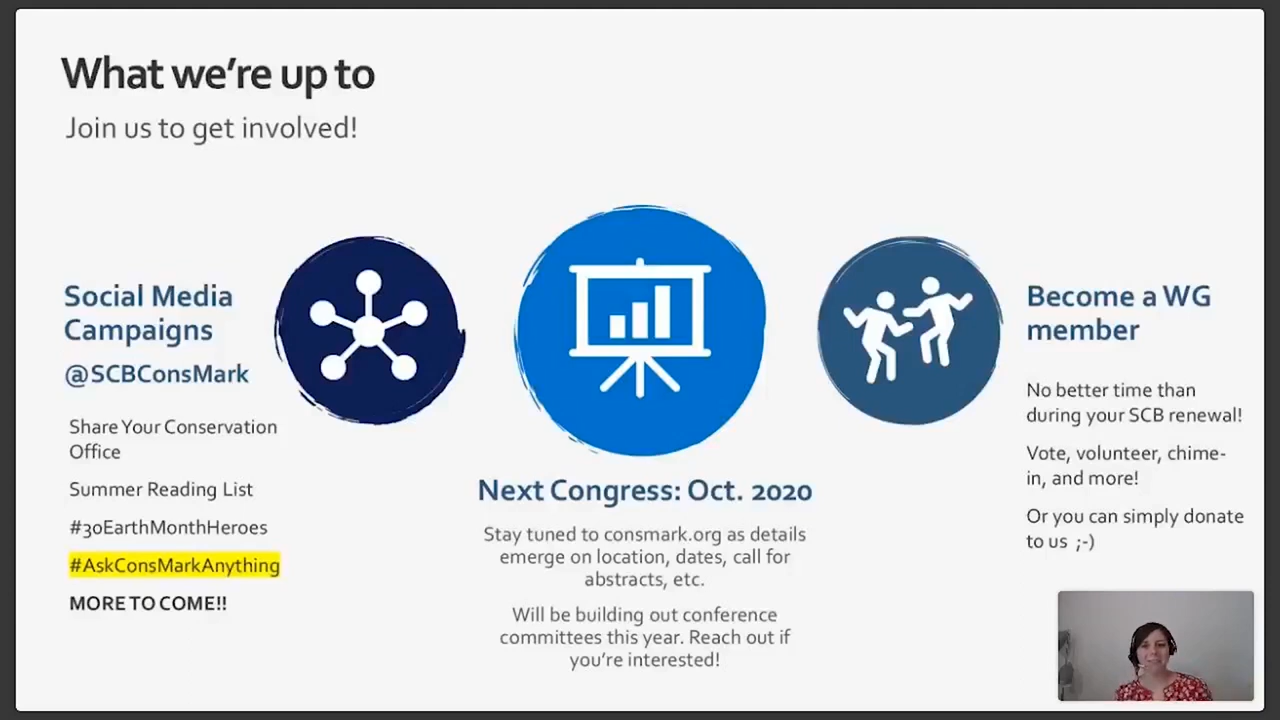 What we're up to
Join us to get involved!
Social Media
Campaigns
@SCBConsMark
Share Your Conservation
Office
Summer Reading List
#30EarthMonthHeroes
#AskConsMarkAnything
MORE TO COME!!
Next Congress: Oct. 2020
Stay tuned to consmark.org as details
emerge on location, dates, call for
abstracts, etc.
Will be building out conference
committees this year. Reach out if
you're interested!
Become a WG
member
No better time than
during your SCB renewal!
Vote, volunteer, chime-
in, and more!
Or you can simply donate
to us ;-)